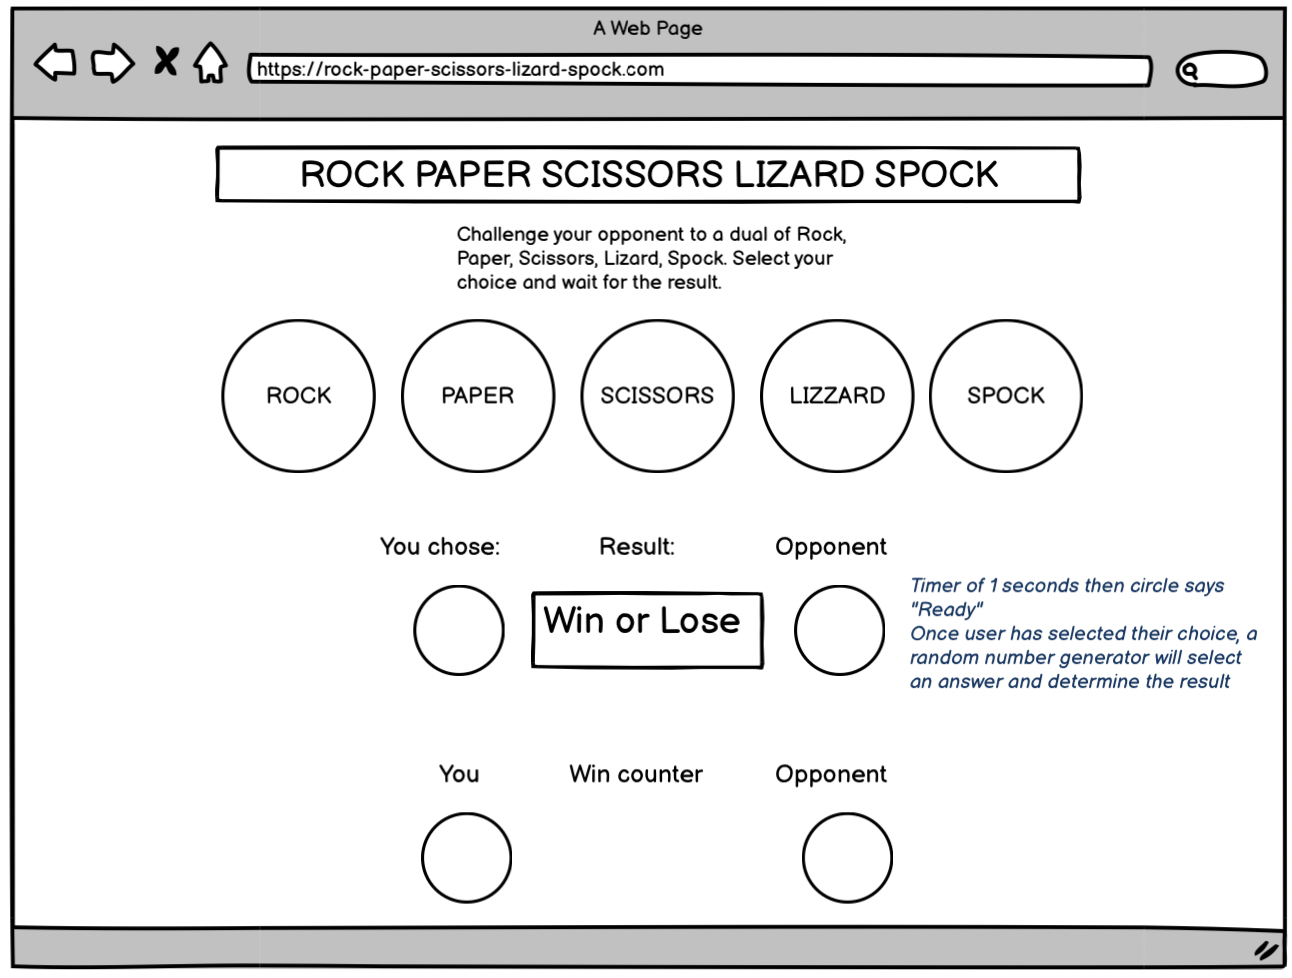 A Web Page
https://rock-paper-scissors-lizard-spock.com
ROCK PAPER SCISSORS LIZARD SPOCK
Challenge your opponent to a dual of Rock,
Paper, Scissors, Lizard, Spock. Select your
choice and wait for the result.
ROCK
PAPER
SCISSORS
LIZZARD
SPOCK
You chose:
Result:
Opponent
Win or Lose
Timer of 1 seconds then circle says
"Ready"
Once user has selected their choice, a
random number generator will select
an answer and determine the result
You
Win counter
Opponent